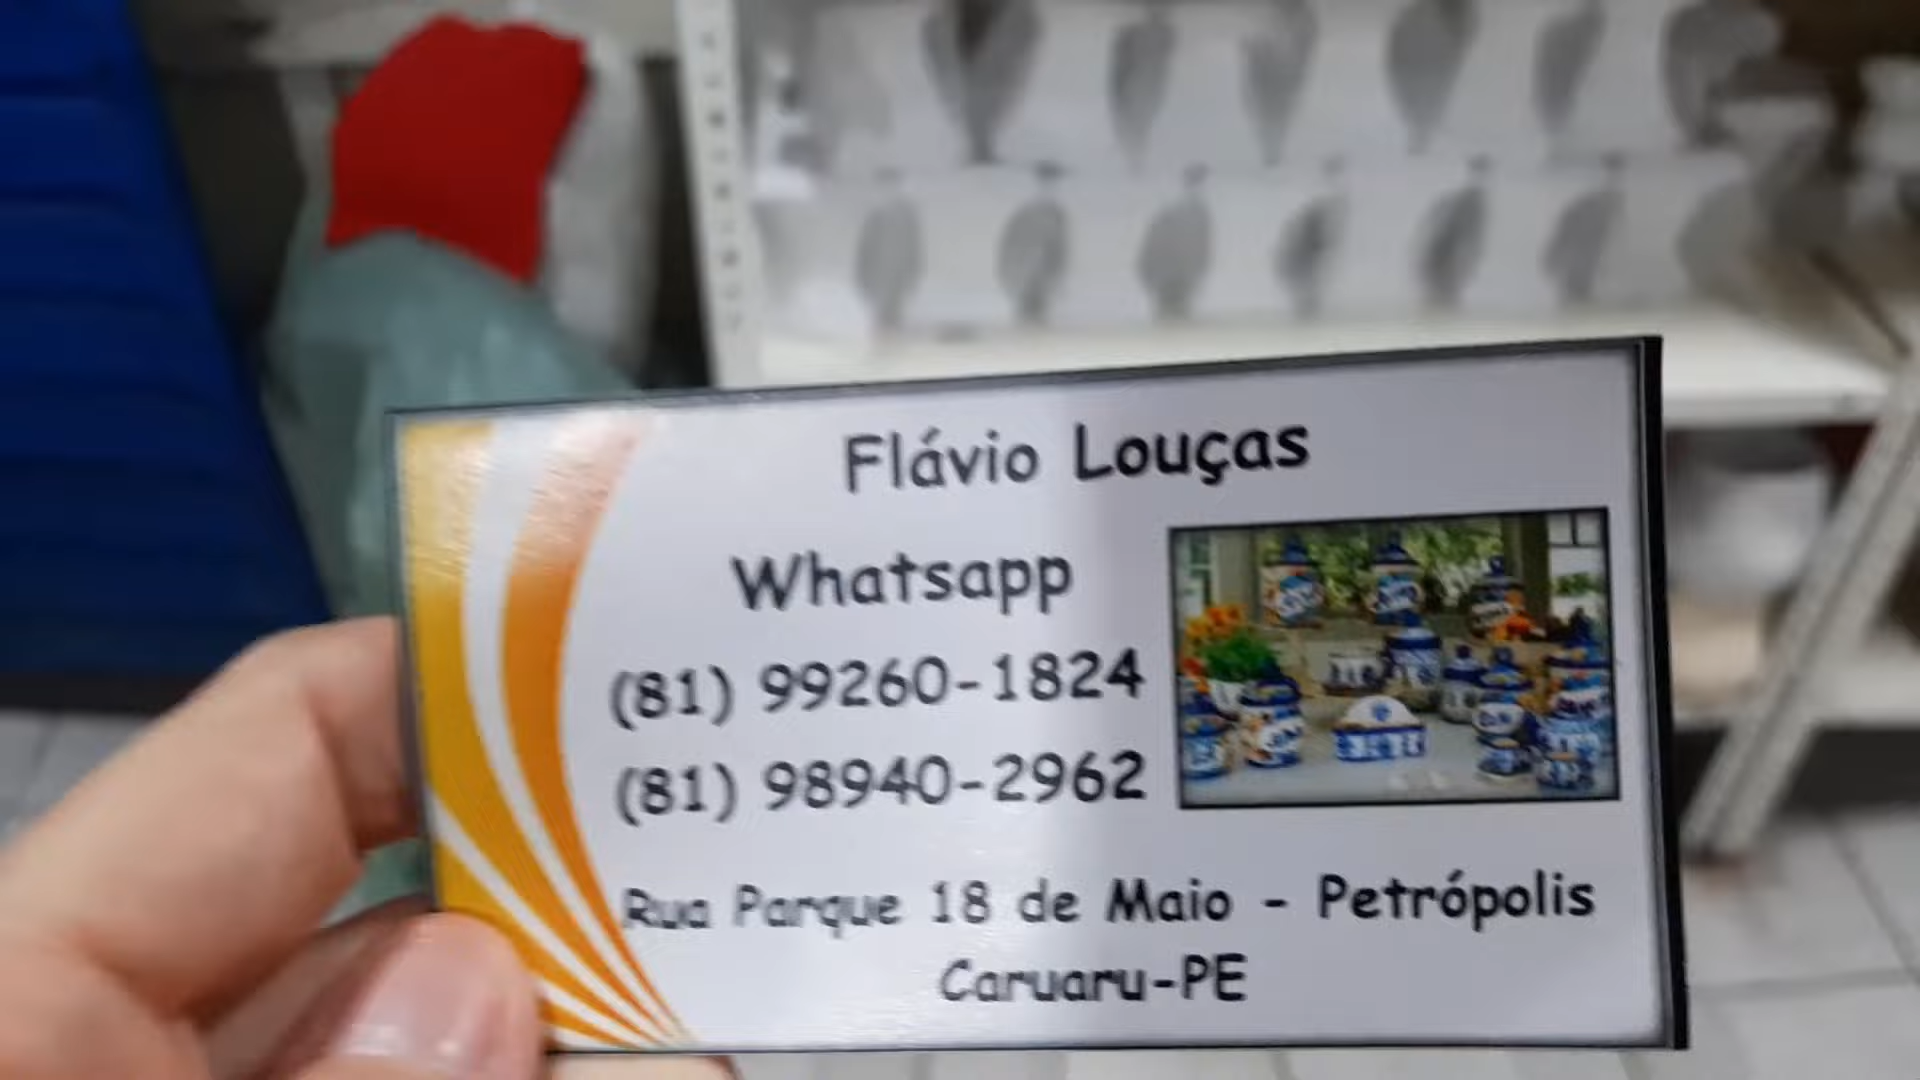 Flávio Louças
Whatsapp
(81) 99260-1824
(81) 98940-2962
Rua Parque 18 de Maio - Petrópolis
Caruaru-PE